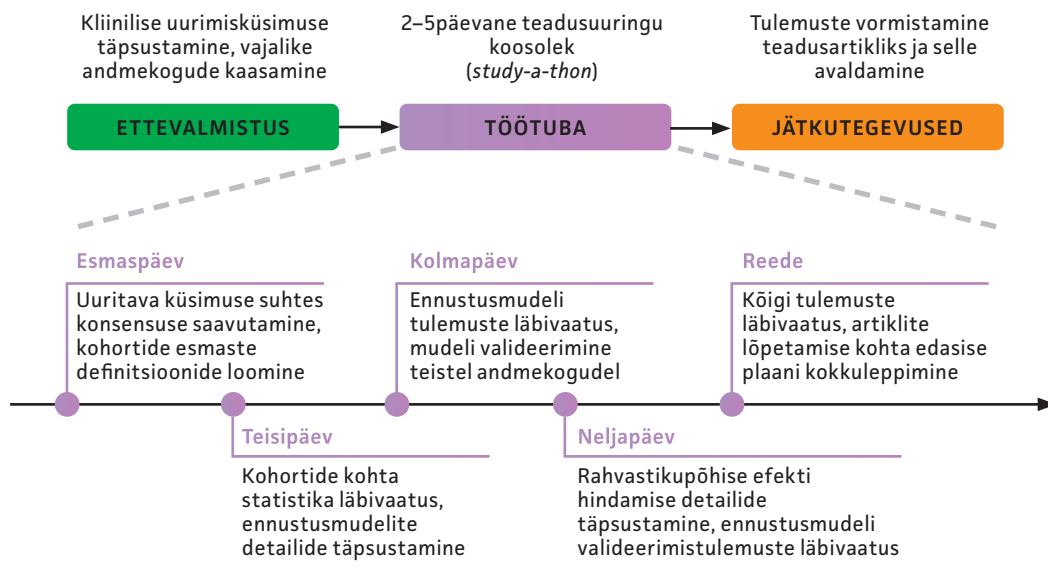 Kliinilise uurimisküsimuse
täpsustamine, vajalike
andmekogude kaasamine
ETTEVALMISTUS
2–5päevane teadusuuringu
koosolek
(study-a-thon)
TÖÖTUBA
Tulemuste vormistamine
teadusartikliks ja selle
avaldamine
JÄTKUTEGEVUSED
Esmaspäev
Uuritava küsimuse suhtes
konsensuse saavutamine,
kohortide esmaste
definitsioonide loomine
Teisipäev
Kohortide kohta
statistika läbivaatus,
ennustusmudelite
detailide täpsustamine
Kolmapäev
Ennustusmudeli
tulemuste läbivaatus,
mudeli valideerimine
teistel andmekogudel
Neljapäev
Rahvastikupõhise efekti
hindamise detailide
täpsustamine, ennustusmudeli
valideerimistulemuste läbivaatus
Reede
Kõigi tulemuste
läbivaatus, artiklite
lõpetamise kohta edasise
plaani kokkuleppimine